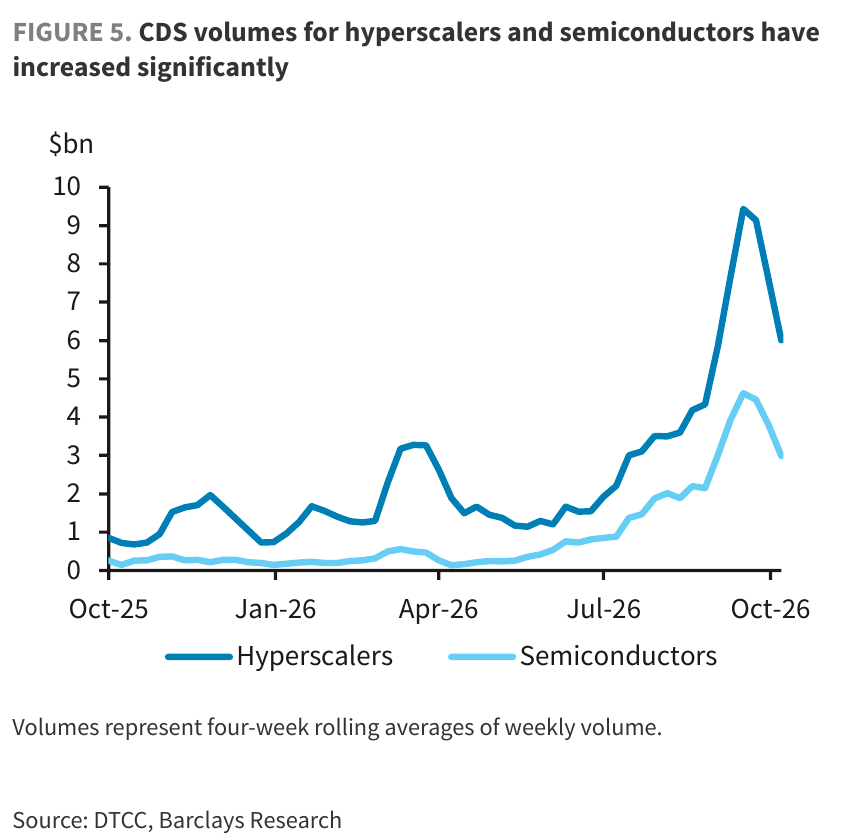 FIGURE 5. CDS volumes for hyperscalers and semiconductors have
increased significantly
$bn
10
9
8
7
6
5
4
3
2
1
0
Oct-25 Jan-26 Apr-26 Jul-26 Oct-26
Hyperscalers Semiconductors
Volumes represent four-week rolling averages of weekly volume.
Source: DTCC, Barclays Research